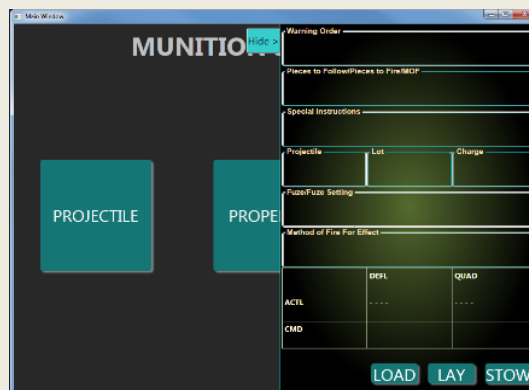 Main Window
MUNITION
Hide >
Warning Order
Pieces to Follow/Pieces to Fire/MOF
Special Instructions
Projectile Lot Charge
Fuze/Fuze Setting
Method of Fire For Effect
DEFL QUAD
ACTL ---- ----
CMD
PROJECTILE
PROPE
LOAD LAY STOW